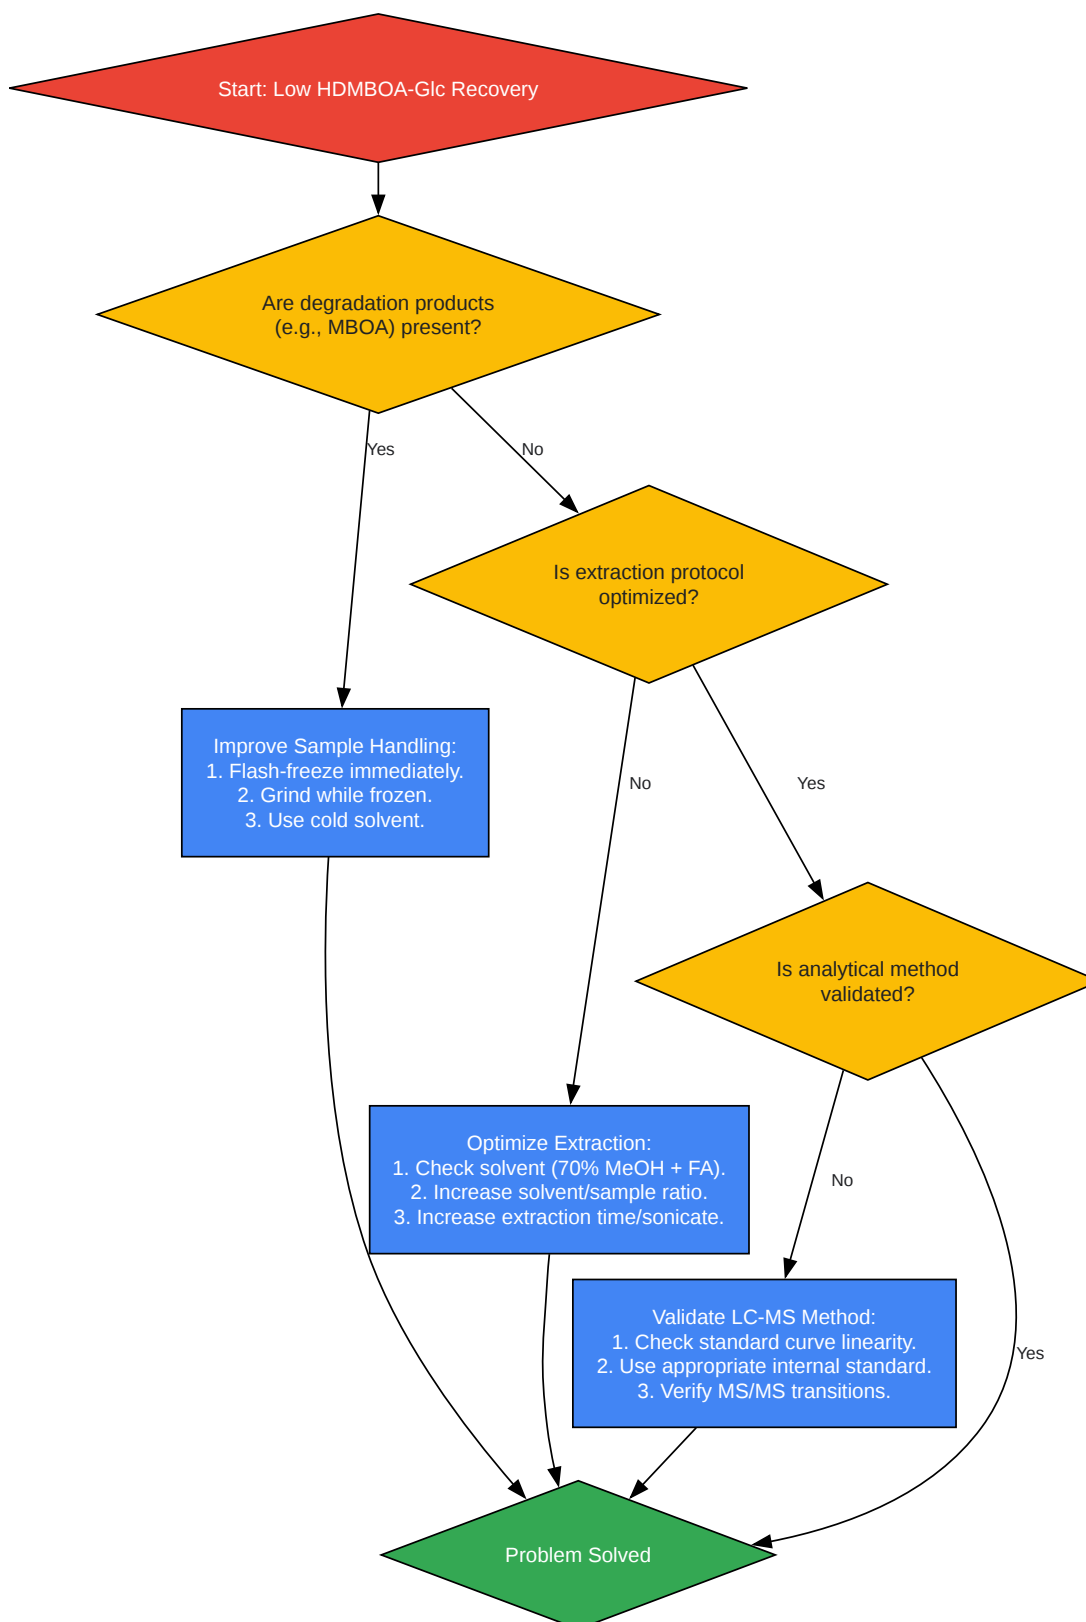 Start: Low HDMBOA-Glc Recovery
Are degradation products
(e.g., MBOA) present?
Yes
No
Is extraction protocol
optimized?
Improve Sample Handling:
1. Flash-freeze immediately.
2. Grind while frozen.
3. Use cold solvent.
No
Yes
Is analytical method
validated?
Optimize Extraction:
1. Check solvent (70% MeOH + FA).
2. Increase solvent/sample ratio.
3. Increase extraction time/sonicate.
No
Validate LC-MS Method:
1. Check standard curve linearity.
2. Use appropriate internal standard.
3. Verify MS/MS transitions.
Yes
Problem Solved